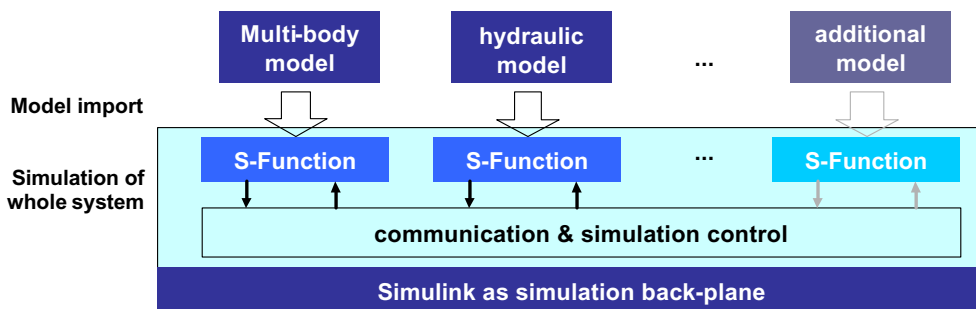 Multi-body
model
hydraulic
model
...
additional
model
Model import
S-Function
S-Function
...
S-Function
Simulation of
whole system
communication & simulation control
Simulink as simulation back-plane